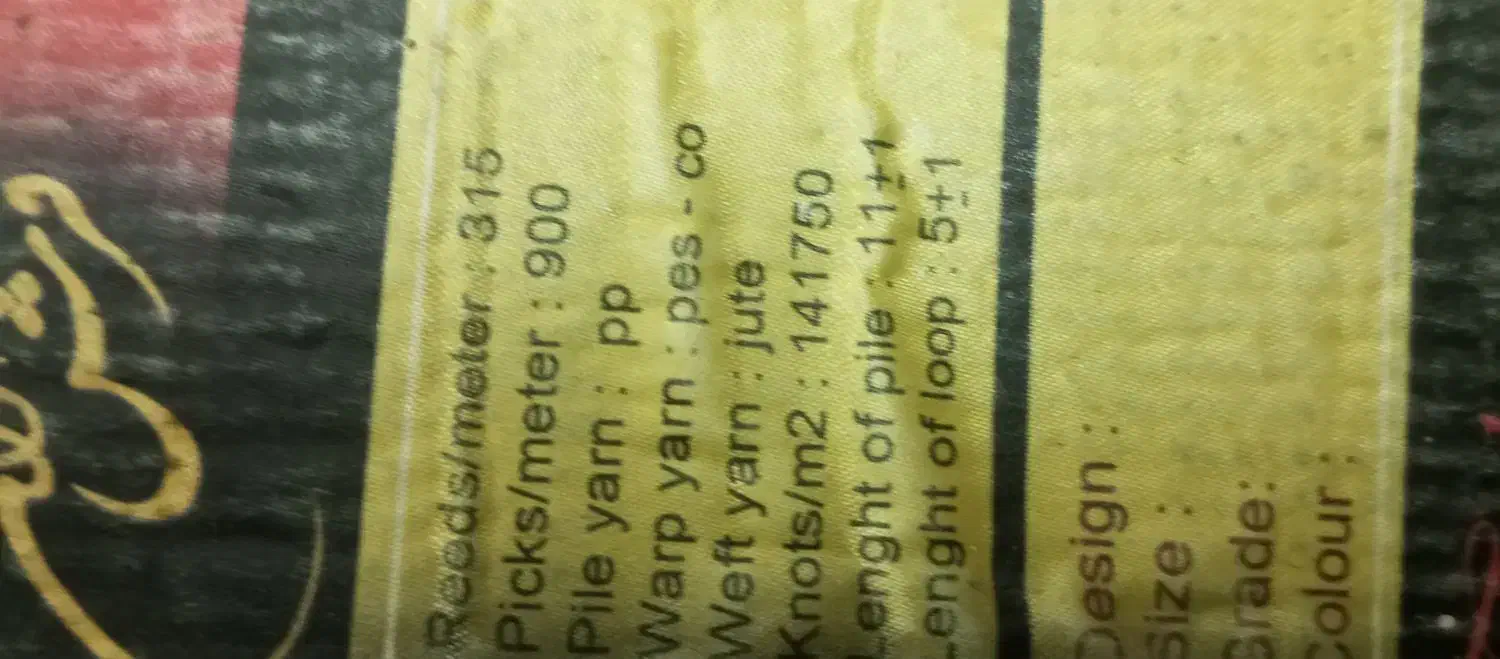 Reeds/meter : 315
Picks/meter : 900
Pile yarn : pp
Warp yarn : pes - co
Weft yarn : jute
Knots/m2 : 141750
Lenght of pile : 11±1
Lenght of loop : 5±1
Design :
Size :
Grade:
Colour :